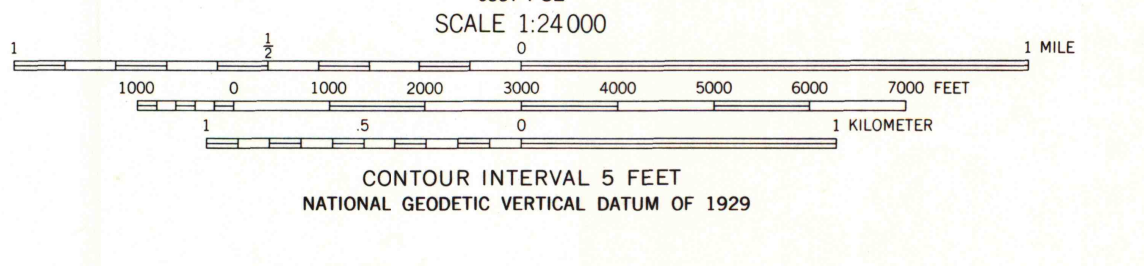 SCALE 1:24 000
1 1/2 0 1 MILE
1000 0 1000 2000 3000 4000 5000 6000 7000 FEET
1 .5 0 1 KILOMETER
CONTOUR INTERVAL 5 FEET
NATIONAL GEODETIC VERTICAL DATUM OF 1929